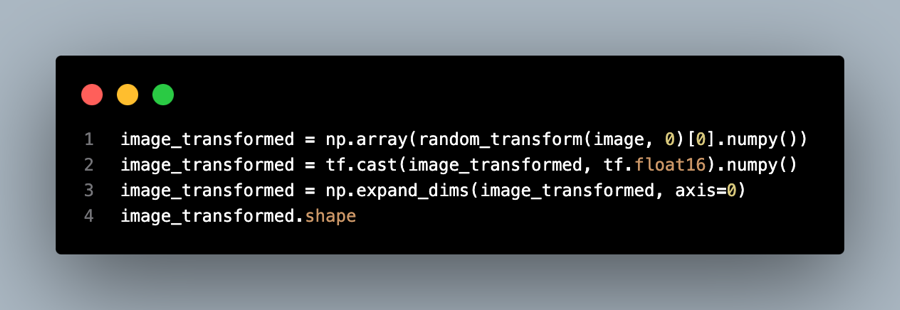 1 image_transformed = np.array(random_transform(image, 0)[0].numpy())
2 image_transformed = tf.cast(image_transformed, tf.float16).numpy()
3 image_transformed = np.expand_dims(image_transformed, axis=0)
4 image_transformed.shape